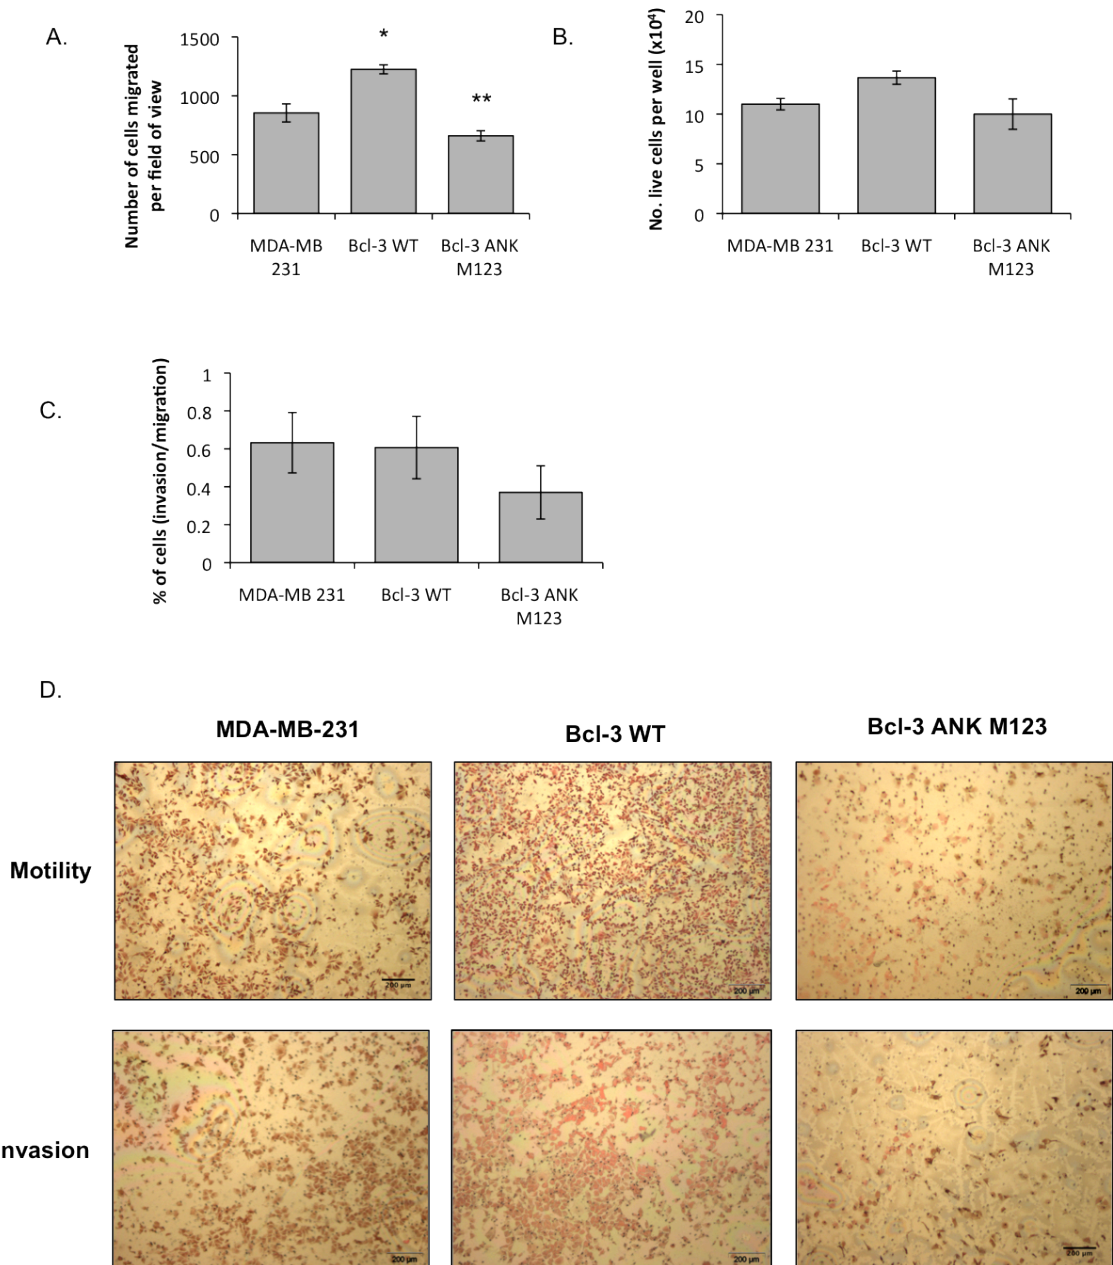 A.
Number of cells migrated
per field of view
1500
1000
500
0
*
**
MDA-MB
231
Bcl-3 WT
Bcl-3 ANK
M123
B.
No. live cells per well (x10⁴)
20
15
10
5
0
MDA-MB 231
Bcl-3 WT
Bcl-3 ANK
M123
C.
% of cells (invasion/migration)
1
0.8
0.6
0.4
0.2
0
MDA-MB 231
Bcl-3 WT
Bcl-3 ANK
M123
D.
MDA-MB-231
Bcl-3 WT
Bcl-3 ANK M123
Motility
200 µm
200 µm
200 µm
nvasion
200 µm
200 µm
200 µm